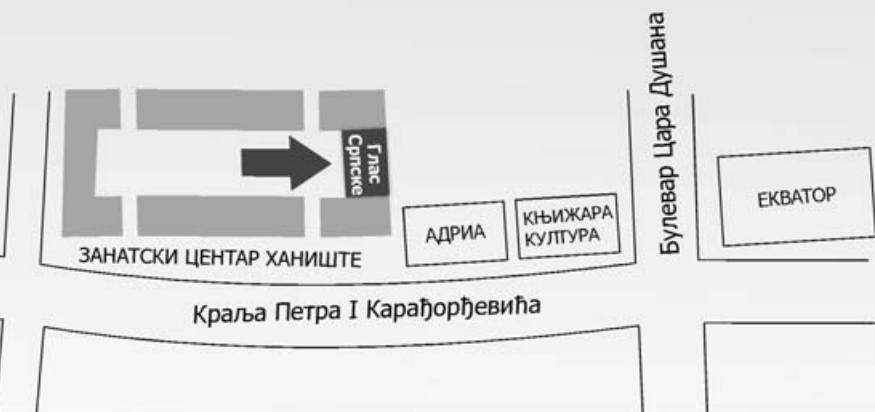 Булевар Цара Душана
Глас
Српске
ЕКВАТОР
КЊИЖАРА
КУЛТУРА
АДРИА
ЗАНАТСКИ ЦЕНТАР ХАНИШТЕ
Краља Петра I Карађорђевића